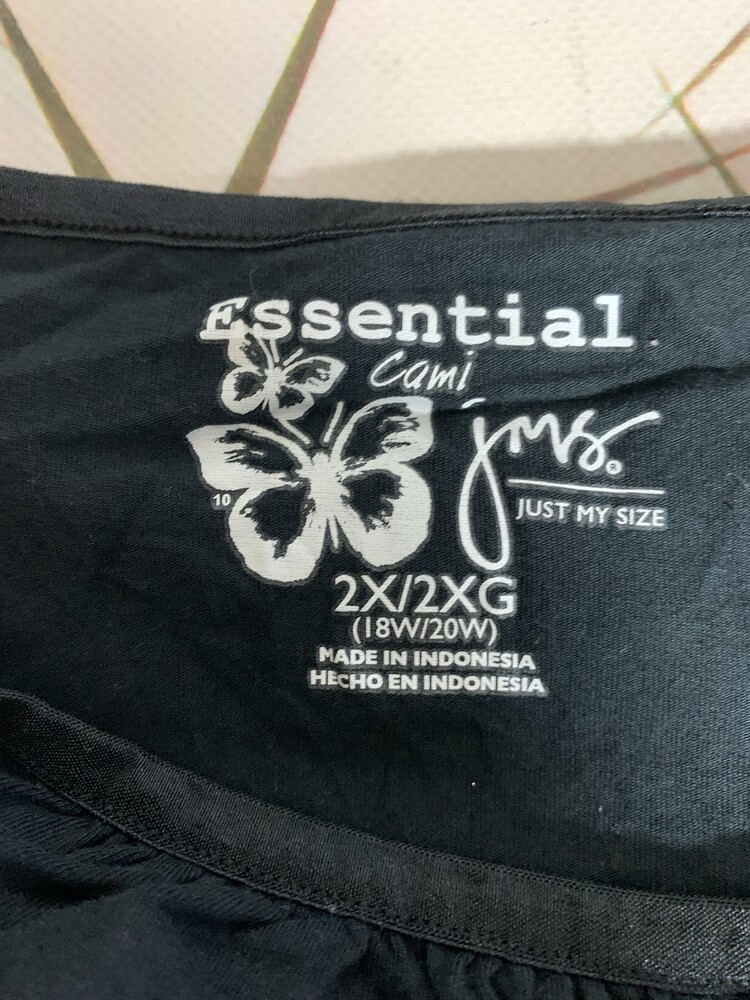 Essential
Cami
jms®
JUST MY SIZE
10
2X/2XG
(18W/20W)
MADE IN INDONESIA
HECHO EN INDONESIA